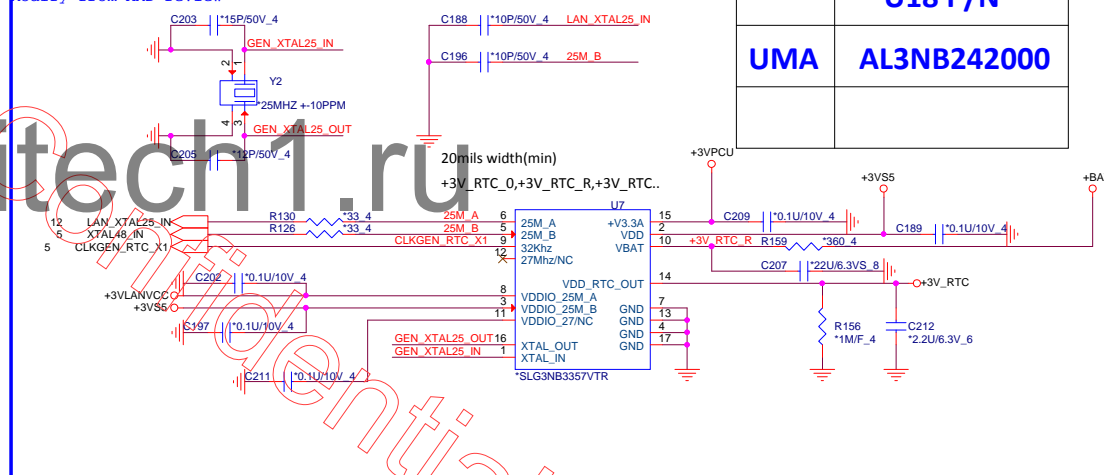 C203
*15P/50V_4
GEN_XTAL25_IN
2
1
Y2
*25MHZ +-10PPM
4
3
GEN_XTAL25_OUT
C205
*12P/50V_4
C188
*10P/50V_4
LAN_XTAL25_IN
C196
*10P/50V_4
25M_B
U18 P/N
UMA
AL3NB242000
itech1.ru
Confidential
20mils width(min)
+3V_RTC_0,+3V_RTC_R,+3V_RTC..
12 LAN_XTAL25_IN
5 XTAL48_IN
5 CLKGEN_RTC_X1
R130
*33_4
R126
*33_4
25M_A
25M_B
CLKGEN_RTC_X1
6
5
9
12
U7
25M_A
25M_B
32Khz
27Mhz/NC
C202
*0.1U/10V_4
+3VLANVCC
+3VS5
C197
*0.1U/10V_4
C211
*0.1U/10V_4
8
3
11
VDDIO_25M_A
VDDIO_25M_B
VDDIO_27/NC
GEN_XTAL25_OUT 16
GEN_XTAL25_IN 1
XTAL_OUT
XTAL_IN
*SLG3NB3357VTR
+V3.3A
VDD
VBAT
VDD_RTC_OUT
GND
GND
GND
GND
15
2
10
14
7
13
4
17
+3VPCU
C209
*0.1U/10V_4
+3VS5
C189
*0.1U/10V_4
+BA
+3V_RTC_R
R159
*360_4
C207
*22U/6.3VS_8
+3V_RTC
R156
*1M/F_4
C212
*2.2U/6.3V_6